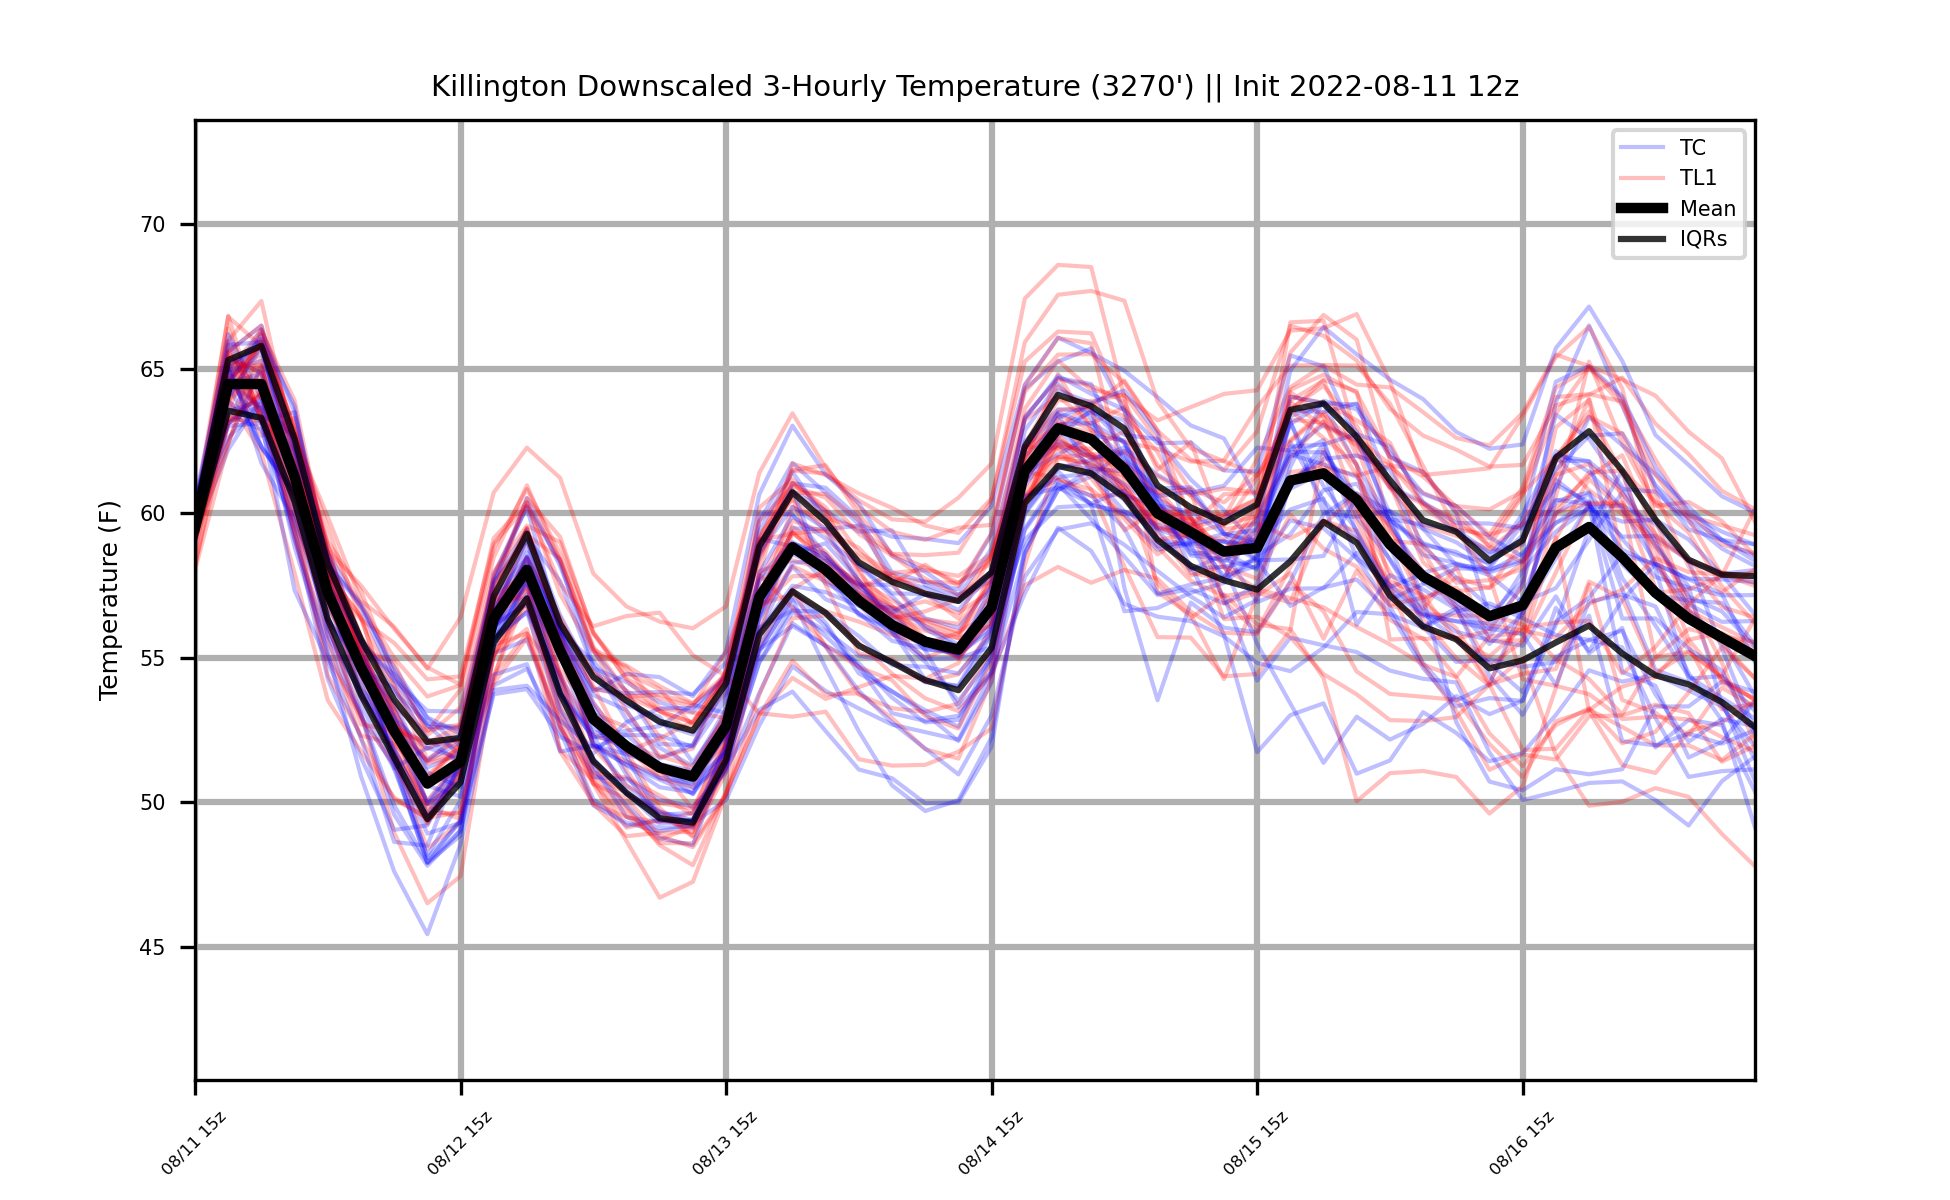 Killington Downscaled 3-Hourly Temperature (3270') || Init 2022-08-11 12z
TC
TL1
Mean
IQRs
Temperature (F)
70
65
60
55
50
45
08/11 15z
08/12 15z
08/13 15z
08/14 15z
08/15 15z
08/16 15z